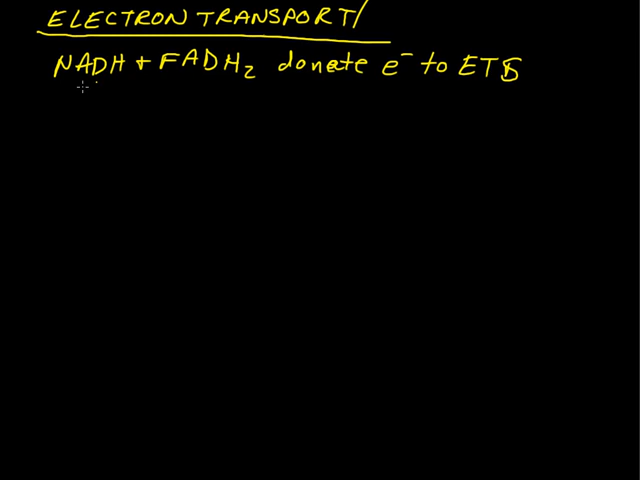 ELECTRON TRANSPORT/
NADH + FADH₂ donate e⁻ to ETS